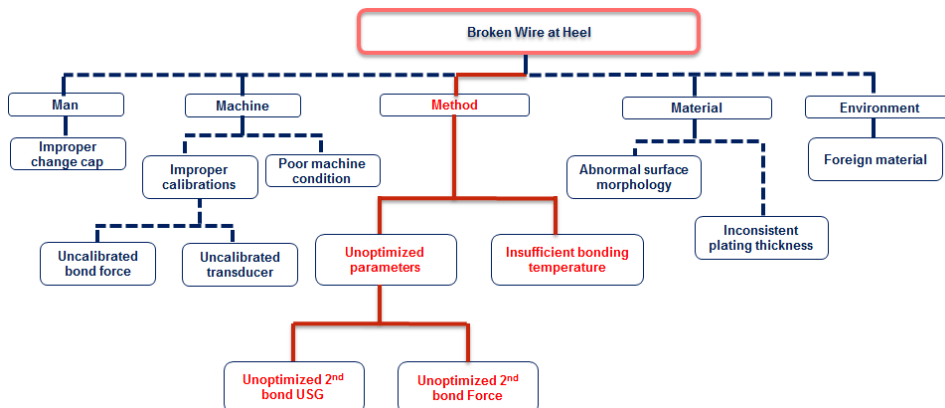 Broken Wire at Heel
Man
Machine
Method
Material
Environment
Improper
change cap
Improper
calibrations
Poor machine
condition
Abnormal surface
morphology
Foreign material
Uncalibrated
bond force
Uncalibrated
transducer
Unoptimized
parameters
Insufficient bonding
temperature
Inconsistent
plating thickness
Unoptimized 2nd
bond USG
Unoptimized 2nd
bond Force